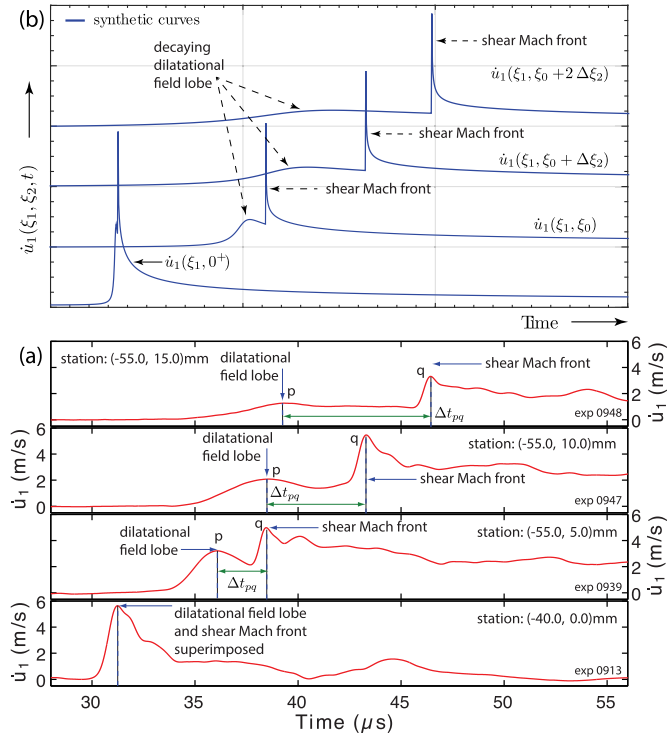 (b)
synthetic curves
decaying
dilatational
field lobe
shear Mach front
u̇₁(ξ₁, ξ₀ + 2 Δξ₂)
shear Mach front
u̇₁(ξ₁, ξ₀ + Δξ₂)
shear Mach front
u̇₁(ξ₁, ξ₀)
u̇₁(ξ₁, 0⁺)
u̇₁(ξ₁, ξ₂, t)
Time
(a)
station: (-55.0, 15.0)mm
dilatational
field lobe
p
q
shear Mach front
Δt_pq
exp 0948
6
4
2
0
u̇₁ (m/s)
dilatational
field lobe
p
q
station: (-55.0, 10.0)mm
Δt_pq
shear Mach front
exp 0947
6
4
2
0
u̇₁ (m/s)
dilatational
field lobe
p
q
shear Mach front
station: (-55.0, 5.0)mm
Δt_pq
exp 0939
6
4
2
0
u̇₁ (m/s)
dilatational field lobe
and shear Mach front
superimposed
station: (-40.0, 0.0)mm
exp 0913
6
4
2
0
u̇₁ (m/s)
30 35 40 45 50 55
Time (µs)